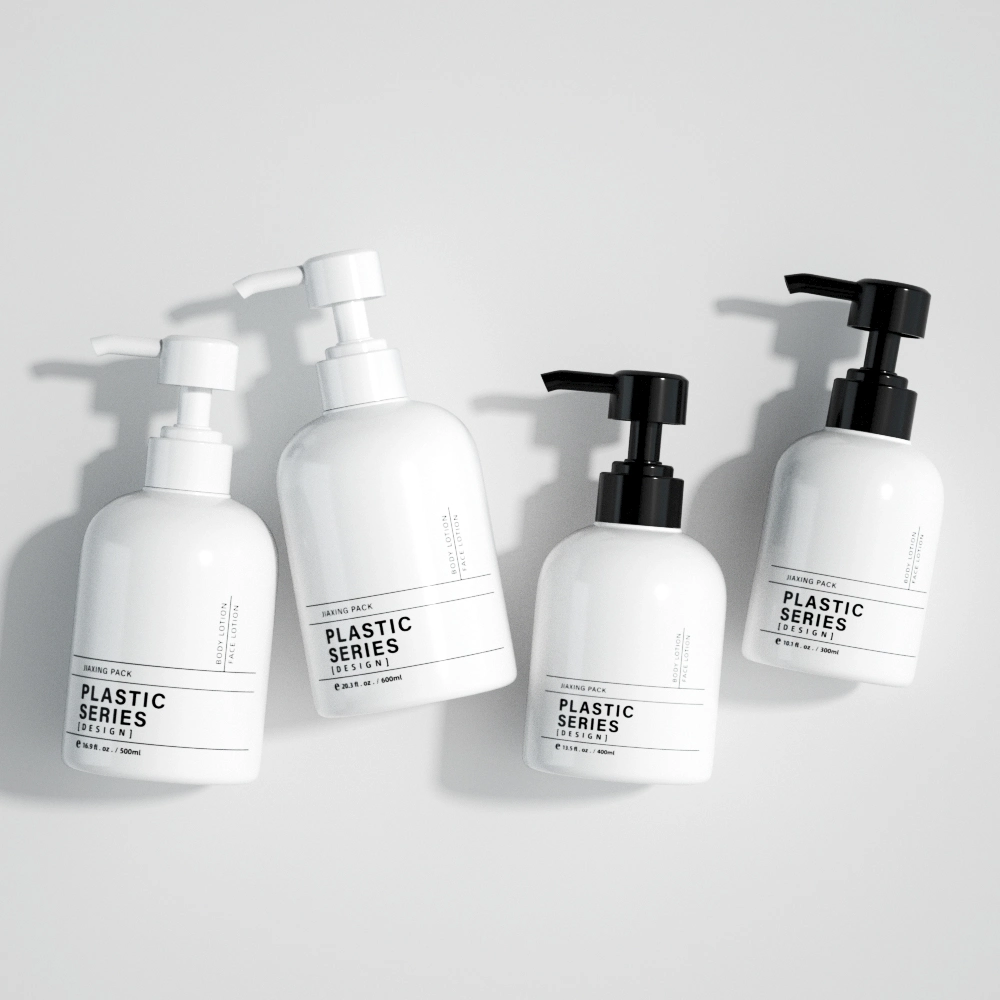 JIAXING PACK
PLASTIC
SERIES
[DESIGN]
e 16.9 fl . oz . / 500ml
BODY LOTION
FACE LOTION
JIAXING PACK
PLASTIC
SERIES
[DESIGN]
e 20.3 fl . oz . / 600ml
BODY LOTION
FACE LOTION
JIAXING PACK
PLASTIC
SERIES
[DESIGN]
e 13.5 fl . oz . / 400ml
BODY LOTION
FACE LOTION
JIAXING PACK
PLASTIC
SERIES
[DESIGN]
e 10.1 fl . oz . / 300ml
BODY LOTION
FACE LOTION